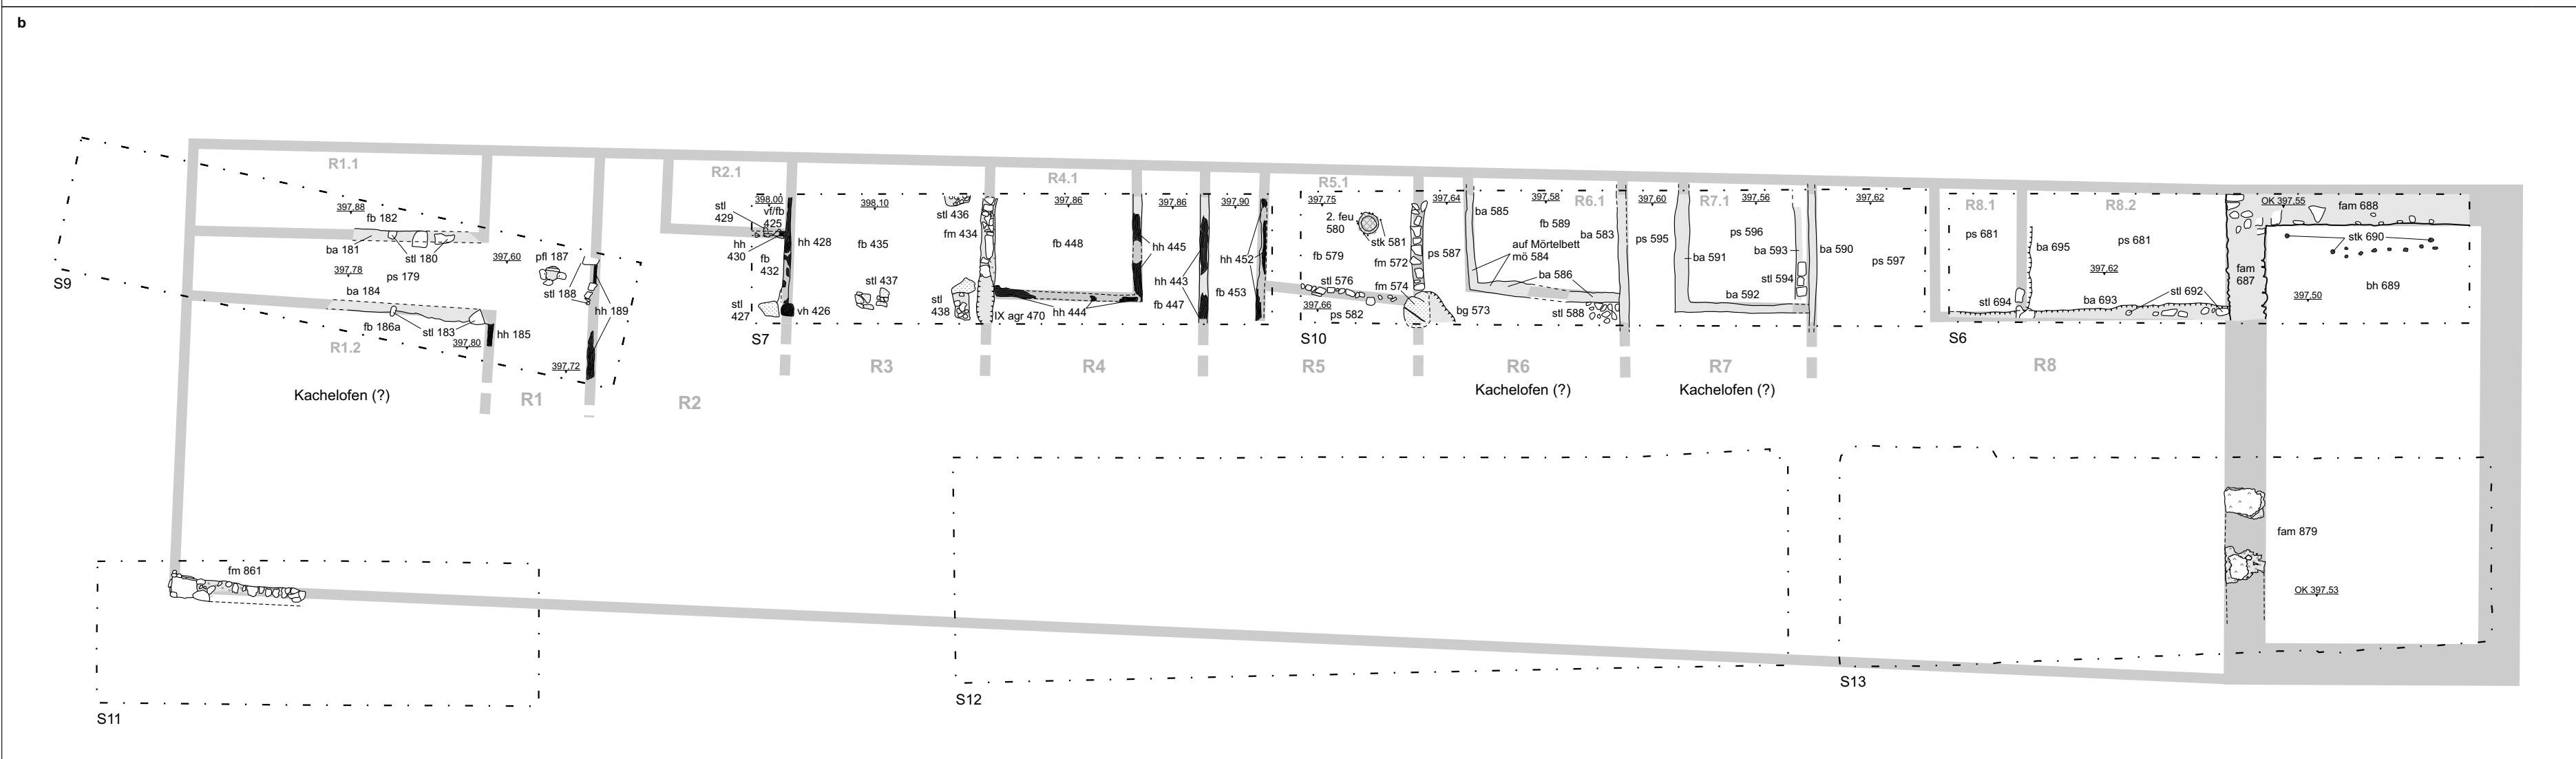 b
R1.1
397,88
fb 182
ba 181
stl 180
397,78
ps 179
ba 184
fb 186a
stl 183
397,80
R1.2
hh 185
397,60
pfl 187
stl 188
hh 189
397,72
S9
Kachelofen (?)
R1
R2
R2.1
stl
429
398,00
vf/fb
425
hh
430
fb
432
hh 428
stl
427
vh 426
S7
398,10
fb 435
stl 437
stl 436
fm 434
stl
438
R3
R4.1
397,86
fb 448
IX agr 470
hh 444
hh 445
R4
397,86
hh 443
fb 447
397,90
hh 452
fb 453
R5.1
397,75
2. feu
580
stk 581
fb 579
fm 572
stl 576
fm 574
397,66
ps 582
S10
R5
397,64
ps 587
bg 573
ba 585
397,58
fb 589
R6.1
ba 583
auf Mörtelbett
mö 584
ba 586
stl 588
R6
Kachelofen (?)
397,60
ps 595
R7.1
397,56
ps 596
ba 593
ba 591
stl 594
ba 592
ba 590
R7
Kachelofen (?)
397,62
ps 597
R8.1
ps 681
stl 694
S6
R8.2
ba 695
ps 681
397,62
stl 692
ba 693
R8
OK 397,55
fam 688
stk 690
fam
687
397,50
bh 689
fam 879
OK 397,53
fm 861
S11
S12
S13